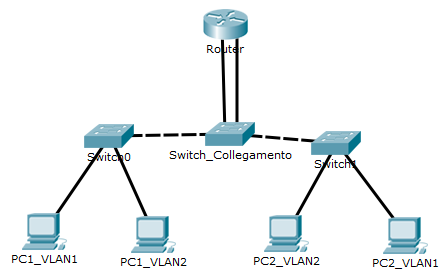 Router
Switch0
Switch_Collegamento
Switch1
PC1_VLAN1
PC1_VLAN2
PC2_VLAN2
PC2_VLAN1